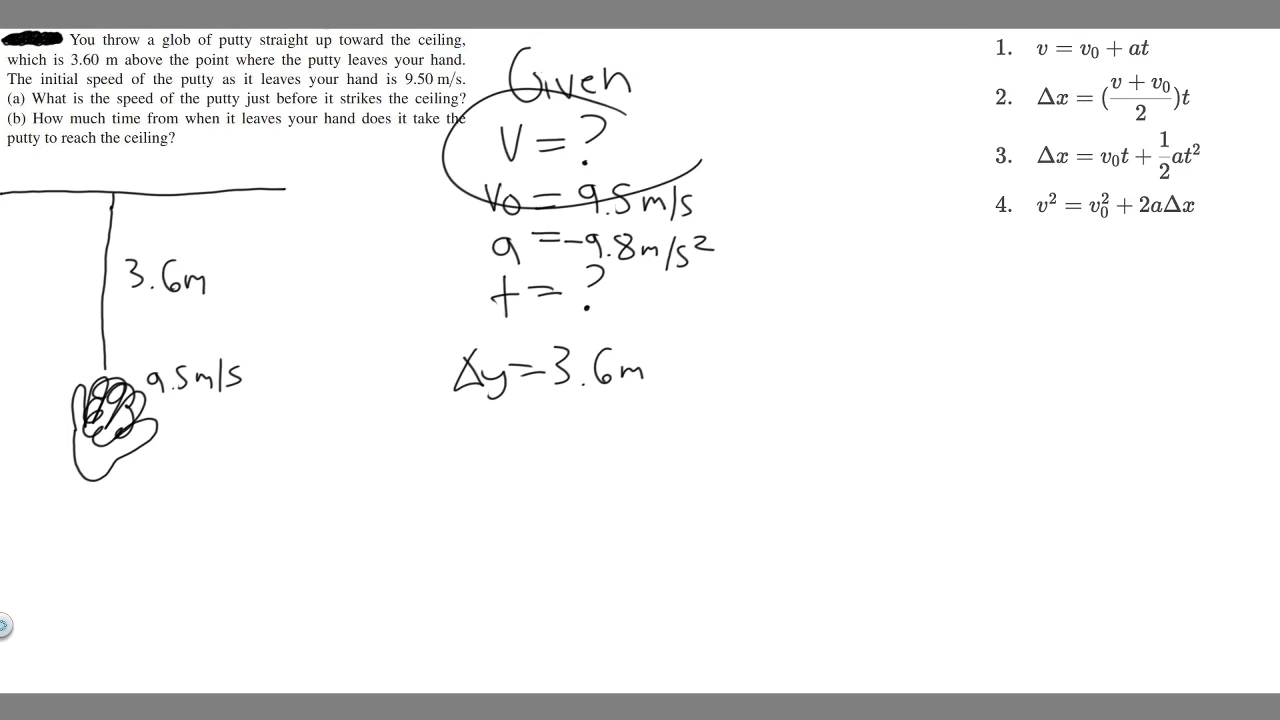 You throw a glob of putty straight up toward the ceiling,
which is 3.60 m above the point where the putty leaves your hand.
The initial speed of the putty as it leaves your hand is 9.50 m/s.
(a) What is the speed of the putty just before it strikes the ceiling?
(b) How much time from when it leaves your hand does it take the
putty to reach the ceiling?
3.6m
9.5m/s
Given
V = ?
V0 = 9.5m/s
a = -9.8m/s²
t = ?
Δy=3.6m
1. v = v₀ + at
2. Δx = ((v + v₀)/2)t
3. Δx = v₀t + 1/2 at²
4. v² = v₀² + 2aΔx